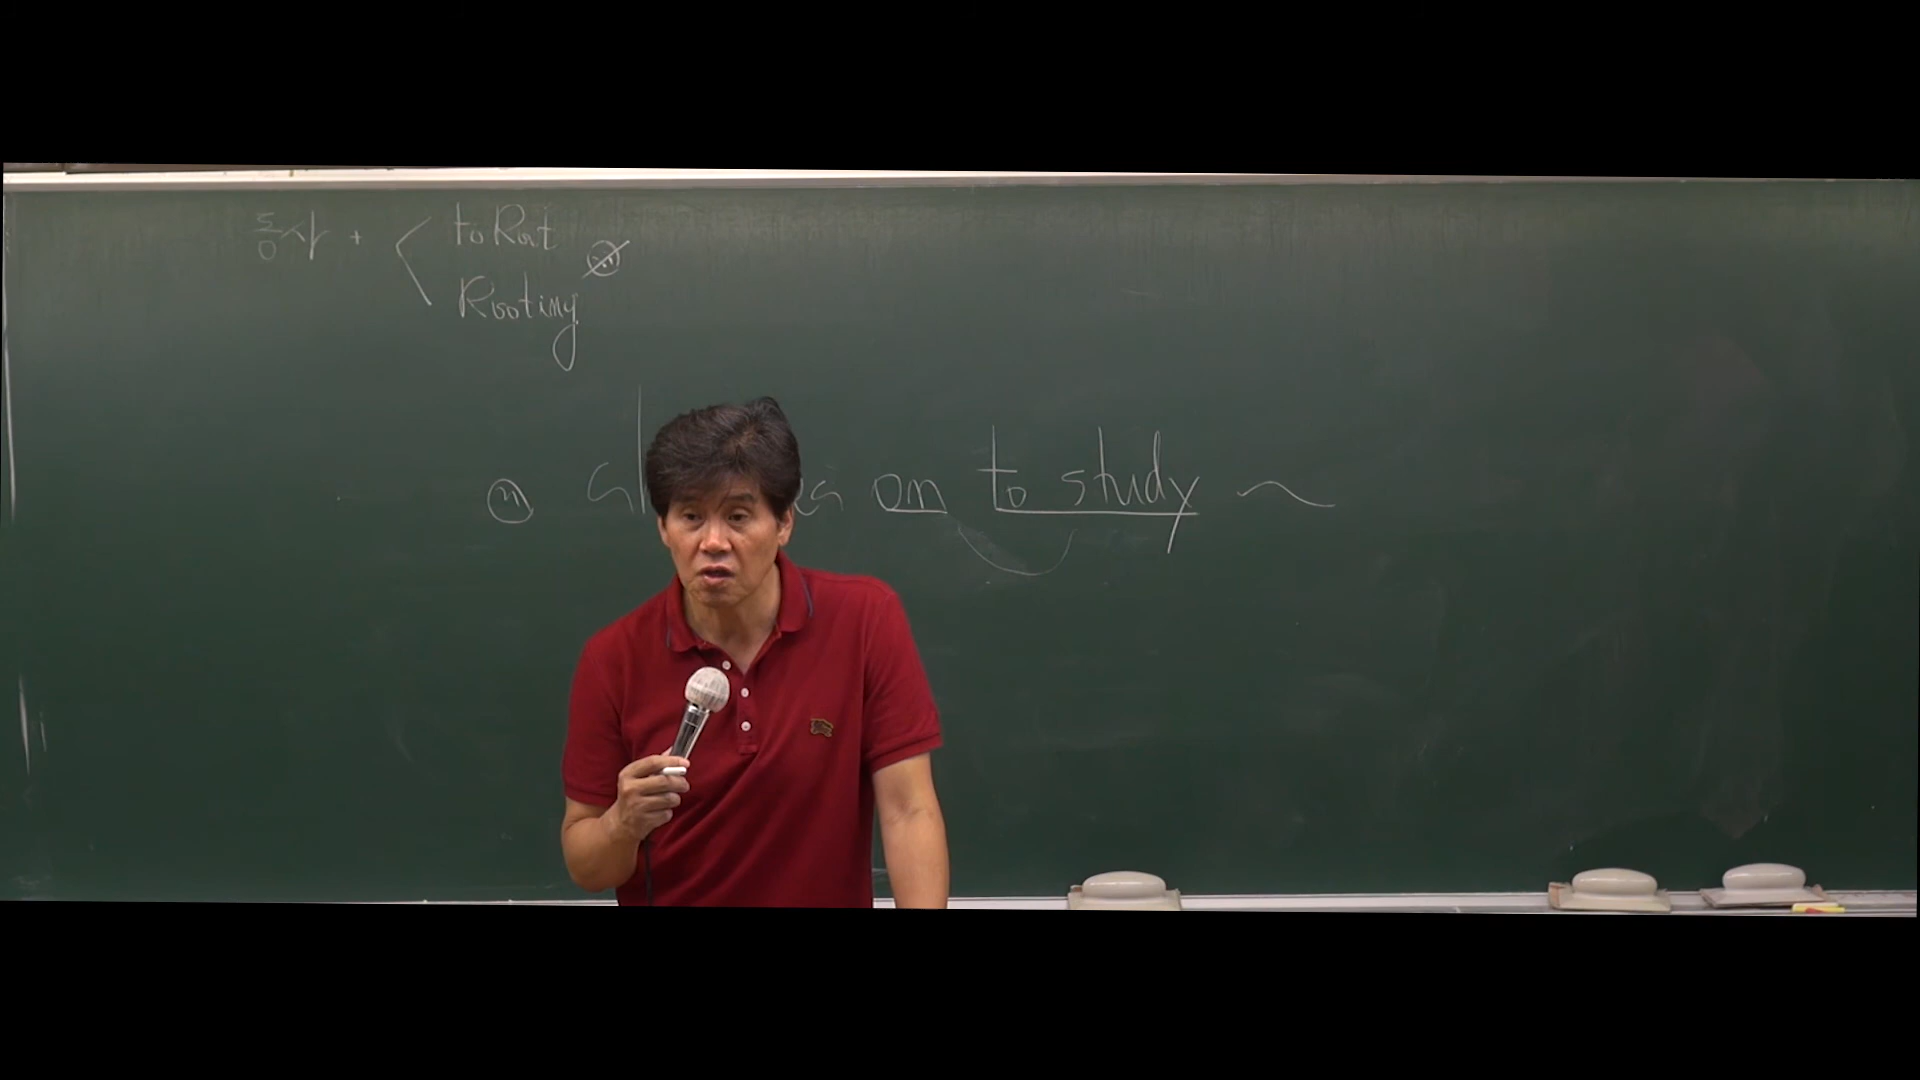 동사 + to Root
Rooting
on to study ~